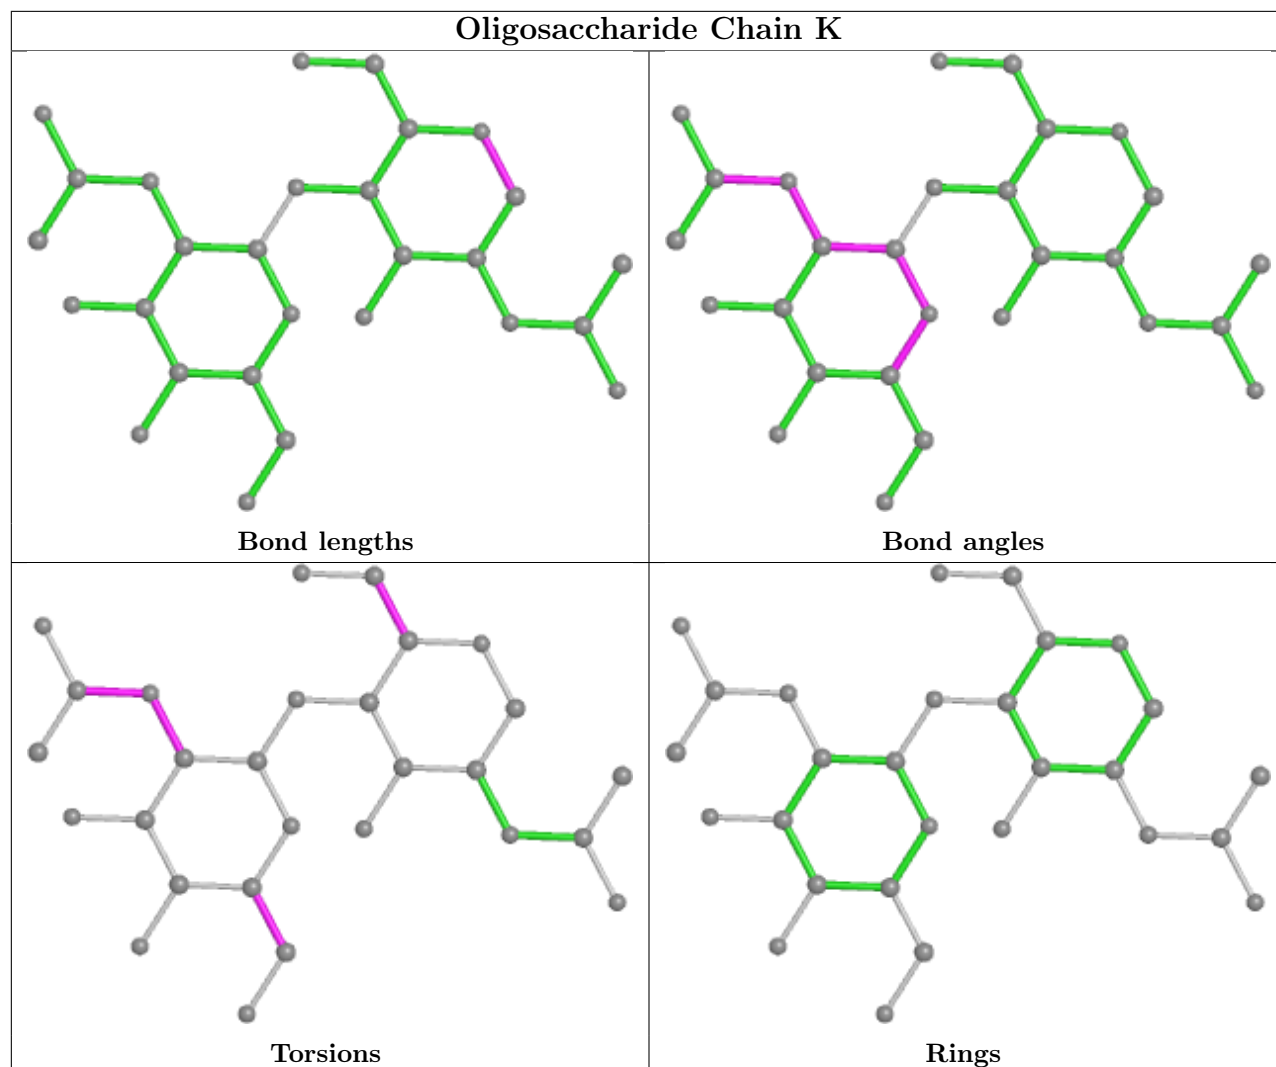 Oligosaccharide Chain K
Bond lengths
Bond angles
Torsions
Rings